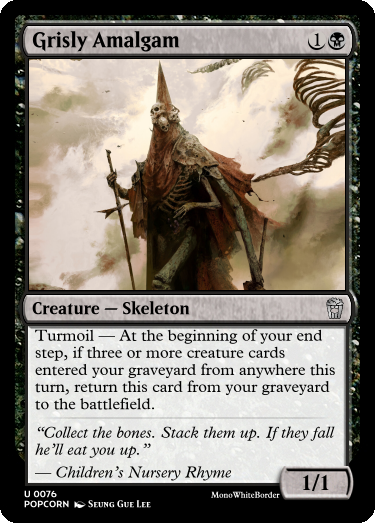 Grisly Amalgam
1
Creature — Skeleton
Turmoil — At the beginning of your end
step, if three or more creature cards
entered your graveyard from anywhere this
turn, return this card from your graveyard
to the battlefield.
“Collect the bones. Stack them up. If they fall
he'll eat you up.”
— Children's Nursery Rhyme
1/1
U 0076
MonoWhiteBorder
POPCORN Seung Gue Lee